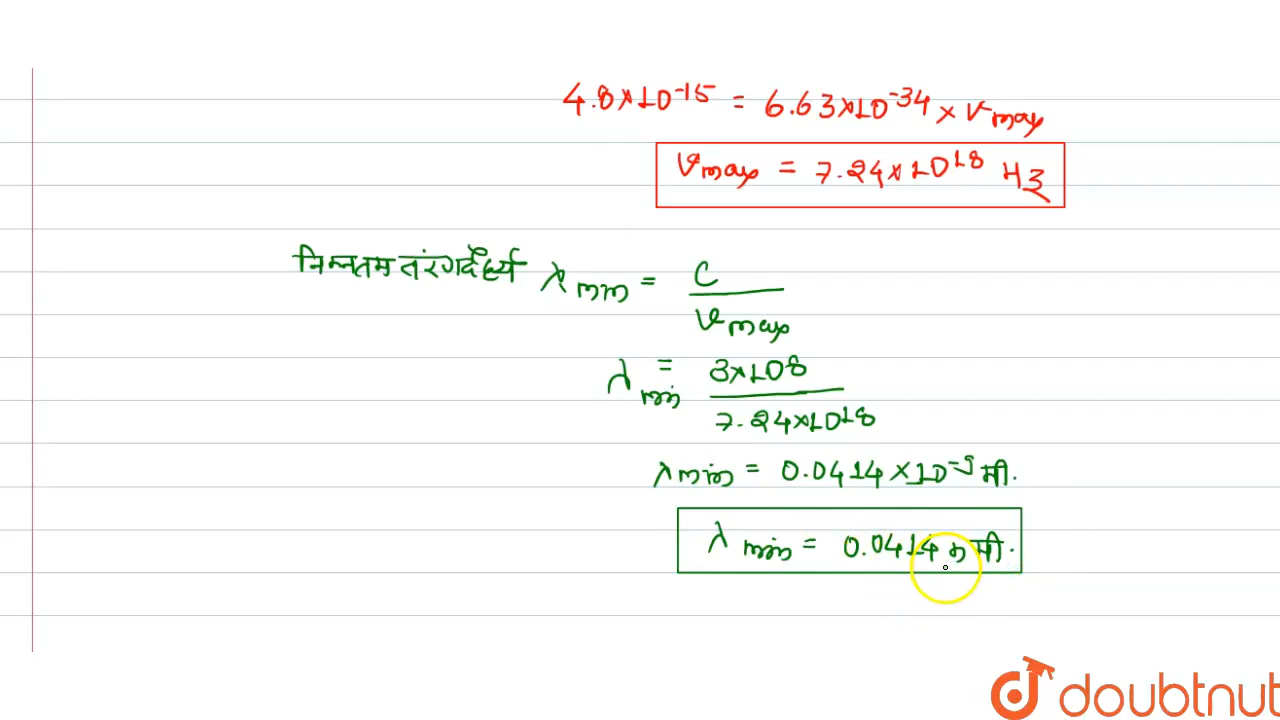 4.8×10⁻¹⁵ = 6.63×10⁻³⁴ × νmax
νmax = 7.24×10¹⁸ Hz
निम्नतम तरंगदैर्ध्य λmin = C / νmax
λmin = 3×10⁸ / 7.24×10¹⁸
λmin = 0.0414 × 10⁻⁹ मी.
λmin = 0.0414 n मी.
doubtnut